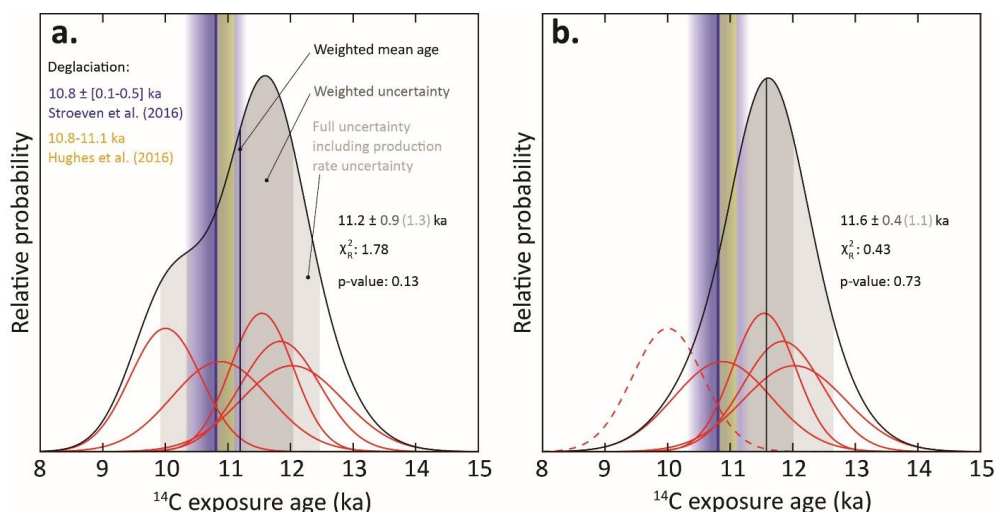 a.
Deglaciation:
10.8 ± [0.1-0.5] ka
Stroeven et al. (2016)
10.8-11.1 ka
Hughes et al. (2016)
Weighted mean age
Weighted uncertainty
Full uncertainty
including production
rate uncertainty
11.2 ± 0.9 (1.3) ka
χ²R: 1.78
p-value: 0.13
Relative probability
8 9 10 11 12 13 14 15
¹⁴C exposure age (ka)
b.
11.6 ± 0.4 (1.1) ka
χ²R: 0.43
p-value: 0.73
Relative probability
8 9 10 11 12 13 14 15
¹⁴C exposure age (ka)